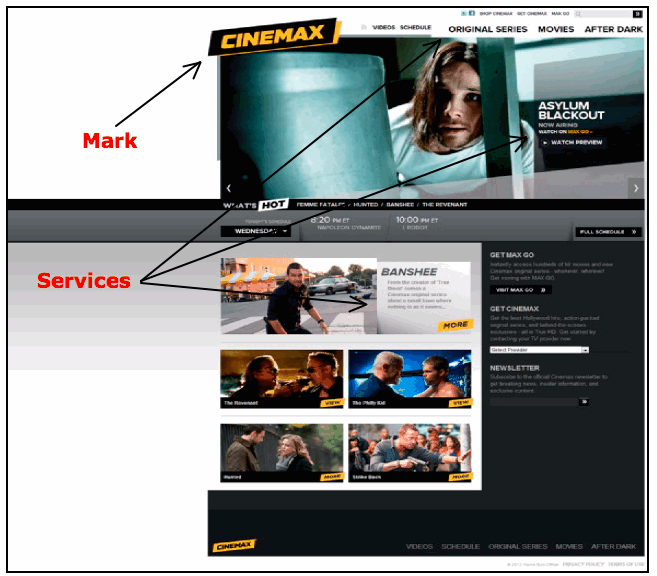 SHOP CINEMAX GET CINEMAX MAX GO
CINEMAX
VIDEOS SCHEDULE
ORIGINAL SERIES MOVIES AFTER DARK
Mark
ASYLUM
BLACKOUT
NOW AIRING
WATCH ON MAX GO
WATCH PREVIEW
WHAT'S HOT FEMME FATALES / HUNTED / BANSHEE / THE REVENANT
TONIGHT'S SCHEDULE
WEDNESDAY
8:20 PM ET
NAPOLEON DYNAMITE
10:00 PM ET
I, ROBOT
FULL SCHEDULE
Services
BANSHEE
From the creator of 'True
Blood' comes a
Cinemax original series
about a small town where
nothing is as it seems...
MORE
The Revenant
VIEW
The Philly Kid
VIEW
Hunted
MORE
Strike Back
MORE
GET MAX GO
Instantly access hundreds of hit movies and new
Cinemax original series - whatever, wherever!
Get moving with MAX GO.
VISIT MAX GO
GET CINEMAX
Get the best Hollywood hits, action-packed
original series, and behind-the-scenes
exclusives - all in True HD. Get started by
contacting your TV provider now.
Select Provider
NEWSLETTER
Subscribe to the official Cinemax newsletter to
get breaking news, insider information, and
exclusive content.
CINEMAX
VIDEOS SCHEDULE ORIGINAL SERIES MOVIES AFTER DARK
PRIVACY POLICY TERMS OF USE